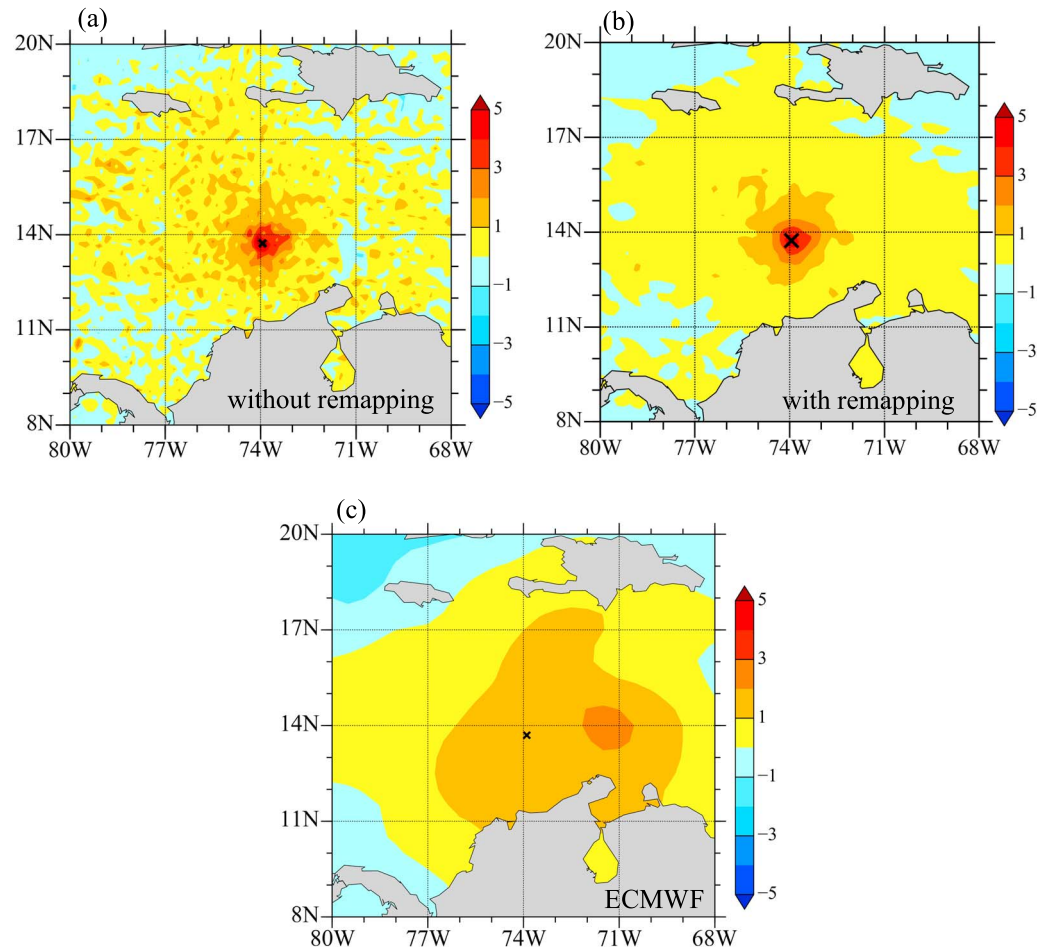 (a)
20N
17N
14N
11N
8N
80W 77W 74W 71W 68W
without remapping
5
3
1
−1
−3
−5
(b)
20N
17N
14N
11N
8N
80W 77W 74W 71W 68W
with remapping
5
3
1
−1
−3
−5
(c)
20N
17N
14N
11N
8N
80W 77W 74W 71W 68W
ECMWF
5
3
1
−1
−3
−5